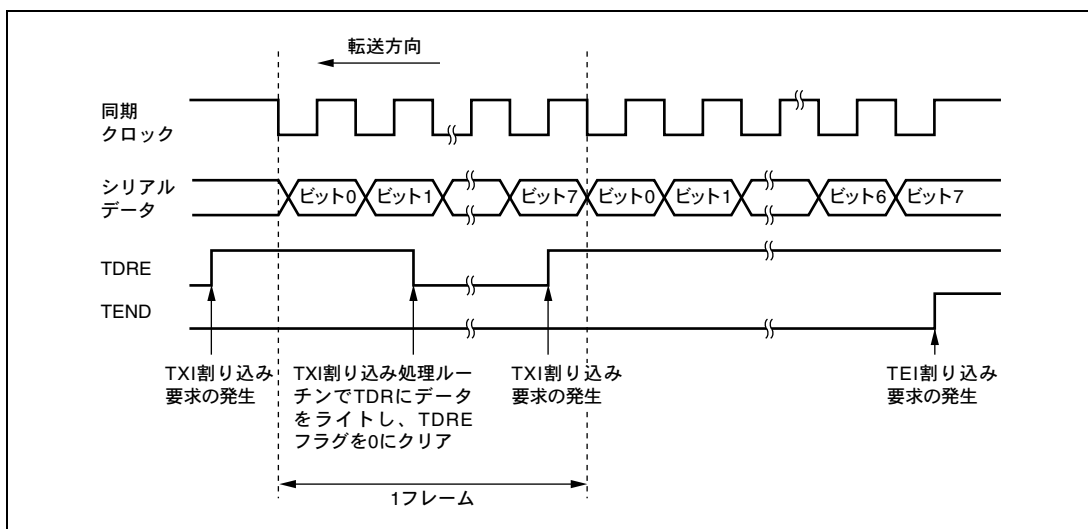 転送方向
同期
クロック
シリアル
データ
ビット0
ビット1
ビット7
ビット0
ビット1
ビット6
ビット7
TDRE
TEND
TXI割り込み
要求の発生
TXI割り込み処理ルー
チンでTDRにデータ
をライトし、TDRE
フラグを0にクリア
TXI割り込み
要求の発生
TEI割り込み
要求の発生
1フレーム